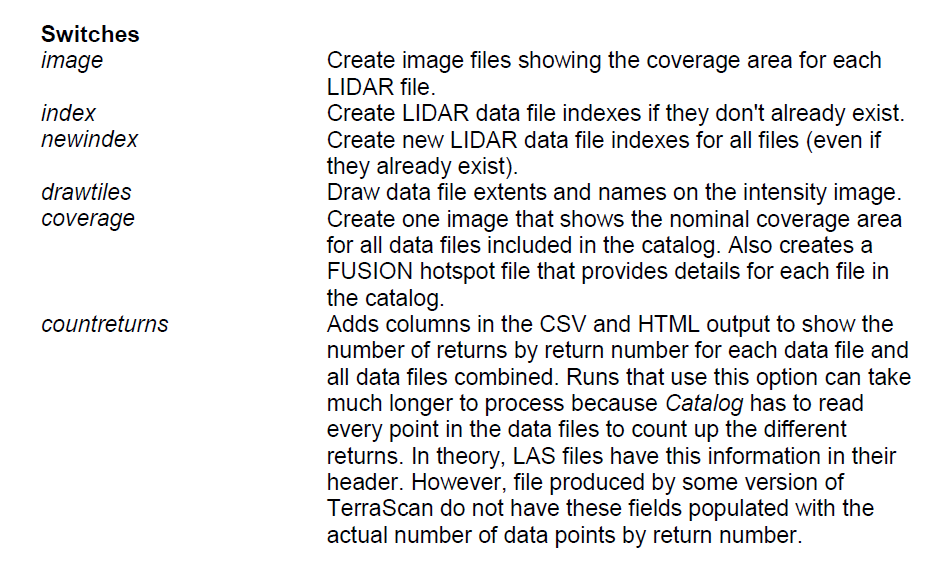 Switches
image Create image files showing the coverage area for each
LIDAR file.
index Create LIDAR data file indexes if they don't already exist.
newindex Create new LIDAR data file indexes for all files (even if
they already exist).
drawtiles Draw data file extents and names on the intensity image.
coverage Create one image that shows the nominal coverage area
for all data files included in the catalog. Also creates a
FUSION hotspot file that provides details for each file in
the catalog.
countreturns Adds columns in the CSV and HTML output to show the
number of returns by return number for each data file and
all data files combined. Runs that use this option can take
much longer to process because Catalog has to read
every point in the data files to count up the different
returns. In theory, LAS files have this information in their
header. However, file produced by some version of
TerraScan do not have these fields populated with the
actual number of data points by return number.